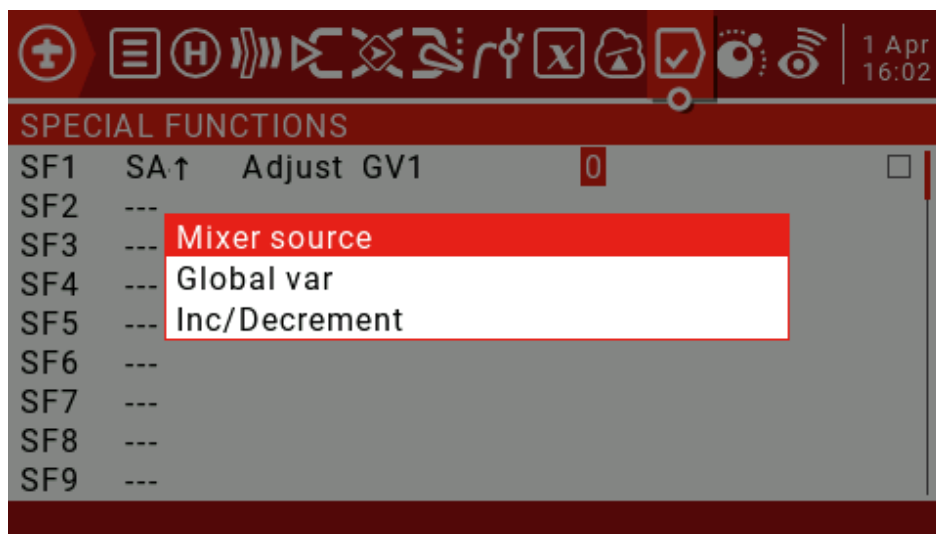 H x 1 Apr
16:02
SPECIAL FUNCTIONS
SF1 SA↑ Adjust GV1 0
SF2 ---
Mixer source
SF3 ---
Global var
SF4 ---
Inc/Decrement
SF5 ---
SF6 ---
SF7 ---
SF8 ---
SF9 ---